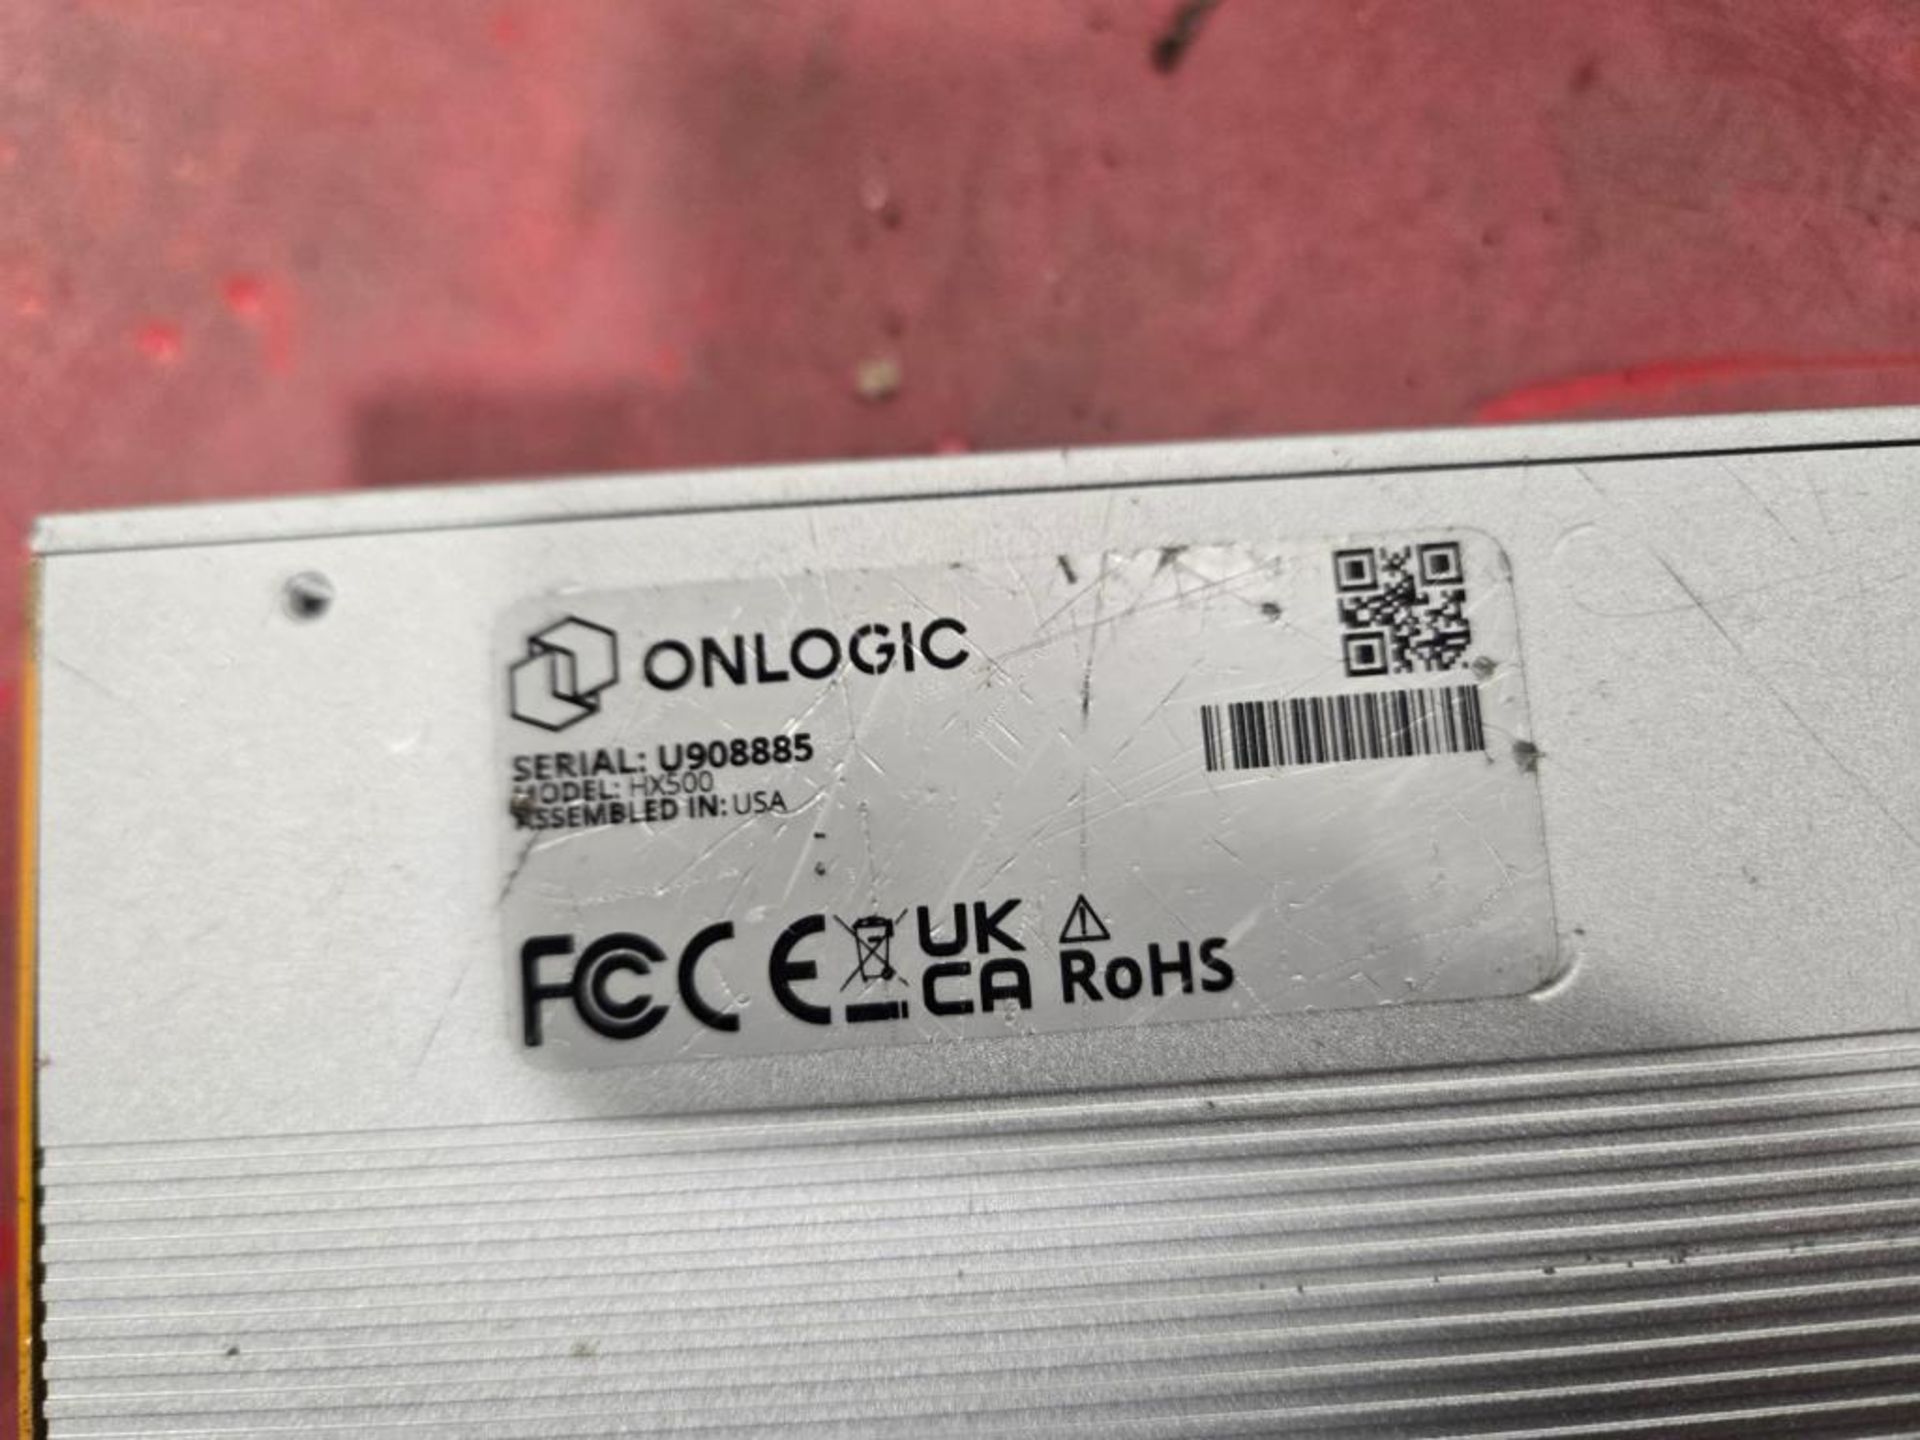 ONLOGIC
SERIAL: U908885
MODEL: HX500
ASSEMBLED IN: USA
FC CE UK
CA RoHS